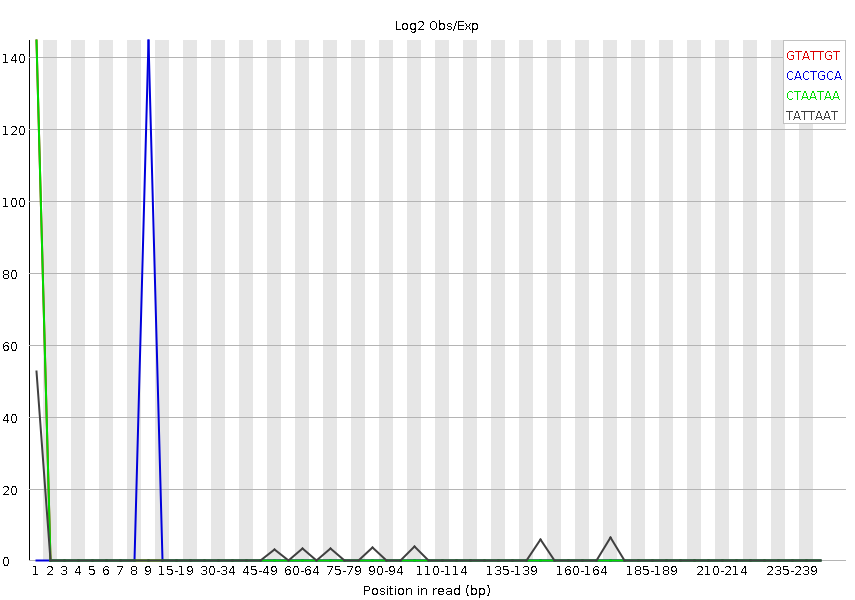 Log2 Obs/Exp
140
120
100
80
60
40
20
0
GTATTGT
CACTGCA
CTAATAA
TATTAAT
1 2 3 4 5 6 7 8 9 15-19 30-34 45-49 60-64 75-79 90-94 110-114 135-139 160-164 185-189 210-214 235-239
Position in read (bp)